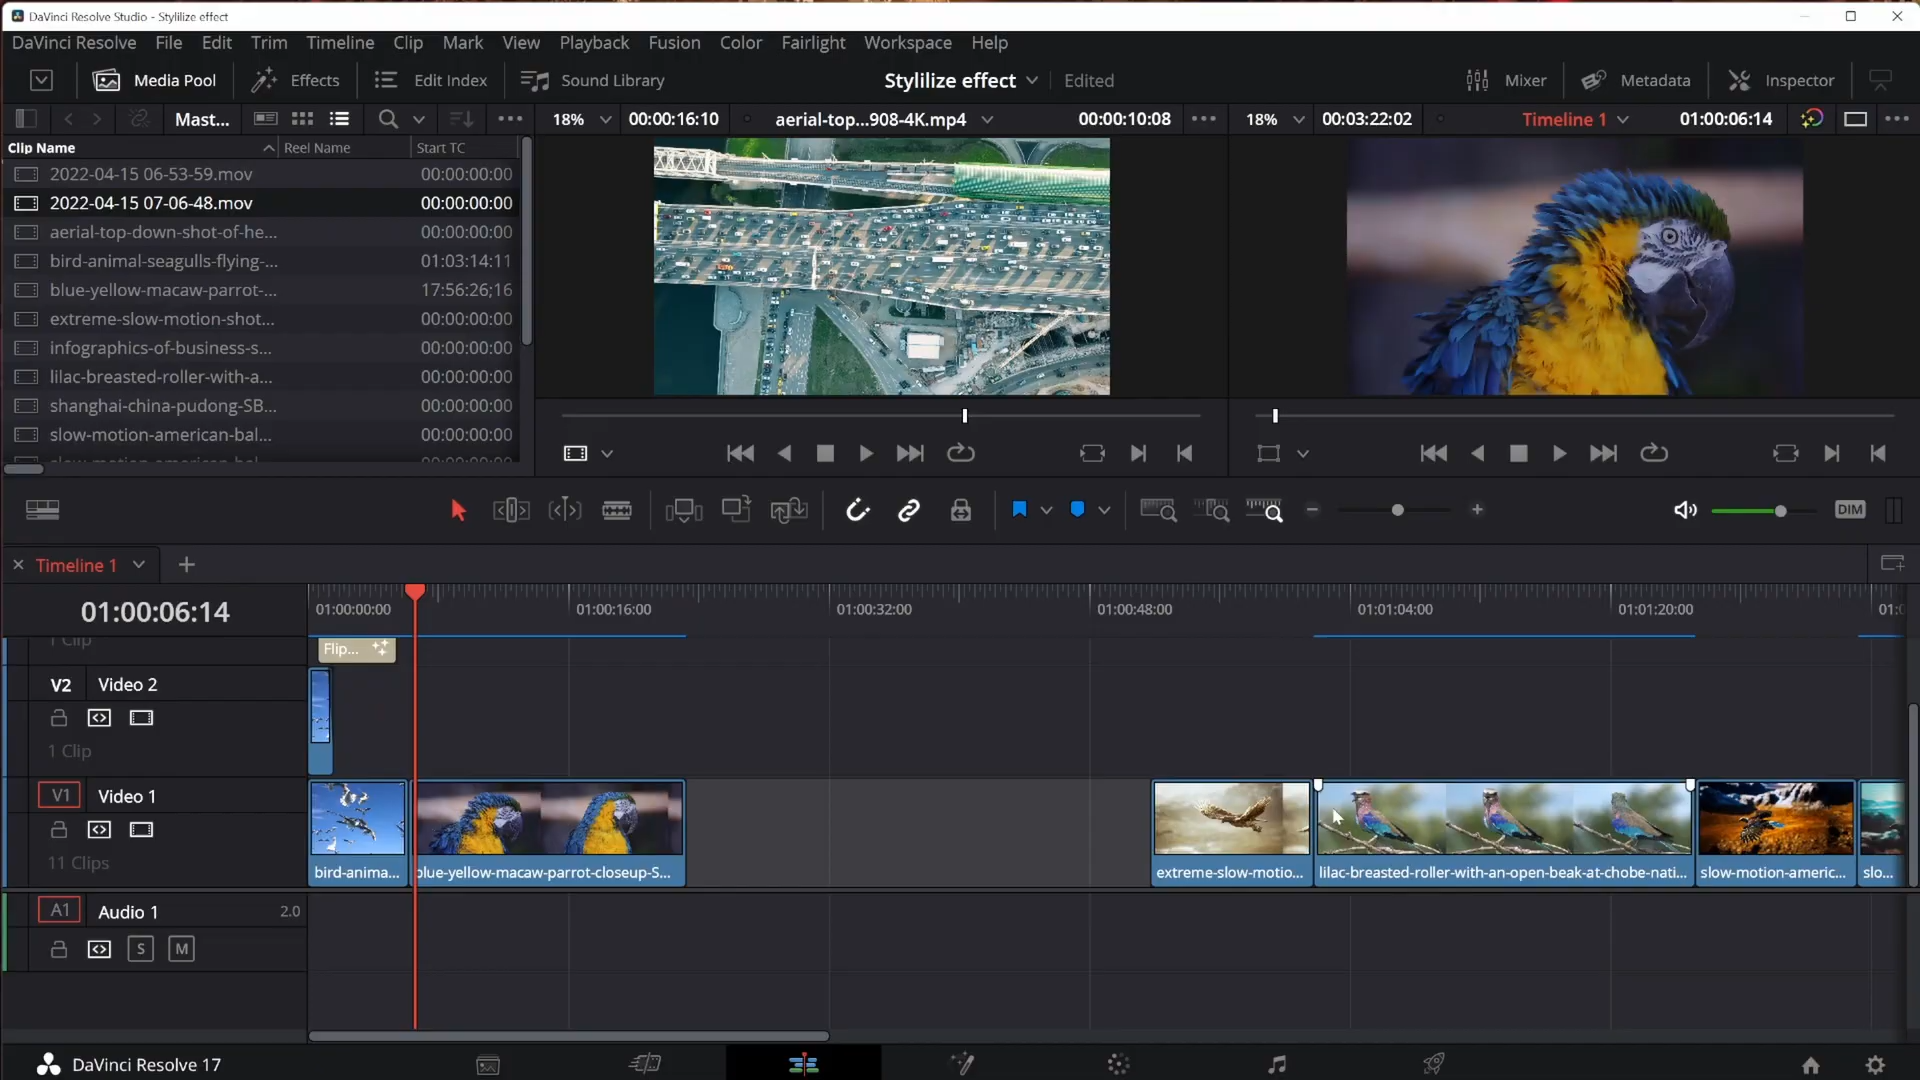 DaVinci Resolve Studio - Stylilize effect
DaVinci Resolve File Edit Trim Timeline Clip Mark View Playback Fusion Color Fairlight Workspace Help
Media Pool Effects Edit Index Sound Library Stylilize effect Edited Mixer Metadata Inspector
Mast... 18% 00:00:16:10 aerial-top...908-4K.mp4 00:00:10:08 18% 00:03:22:02 Timeline 1 01:00:06:14
Clip Name Reel Name Start TC
2022-04-15 06-53-59.mov 00:00:00:00
2022-04-15 07-06-48.mov 00:00:00:00
aerial-top-down-shot-of-he... 00:00:00:00
bird-animal-seagulls-flying-... 01:03:14:11
blue-yellow-macaw-parrot-... 17:56:26;16
extreme-slow-motion-shot... 00:00:00:00
infographics-of-business-s... 00:00:00:00
lilac-breasted-roller-with-a... 00:00:00:00
shanghai-china-pudong-SB... 00:00:00:00
slow-motion-american-bal... 00:00:00:00
DIM
Timeline 1
01:00:06:14 01:00:00:00 01:00:16:00 01:00:32:00 01:00:48:00 01:01:04:00 01:01:20:00
1 Clip
Flip...
V2 Video 2
1 Clip
V1 Video 1
11 Clips
bird-anima... blue-yellow-macaw-parrot-closeup-S... extreme-slow-motio... lilac-breasted-roller-with-an-open-beak-at-chobe-nati... slow-motion-americ... slo...
A1 Audio 1 2.0
S M
DaVinci Resolve 17